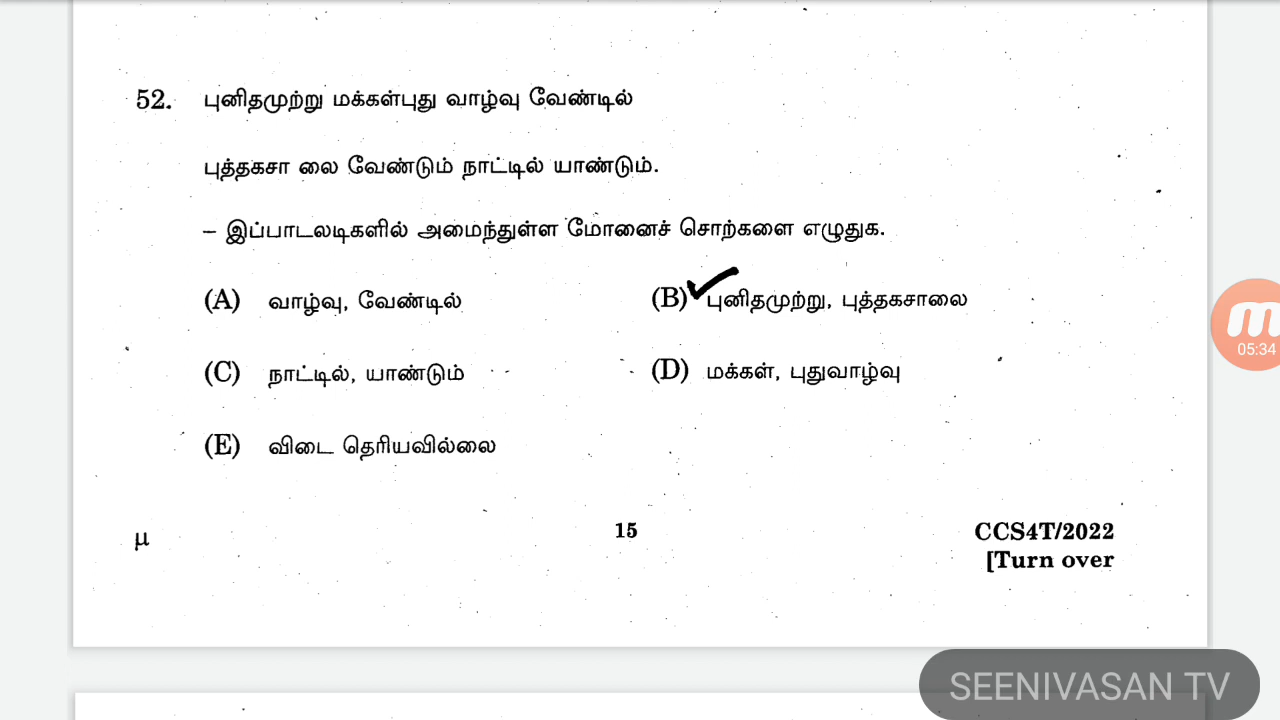 52. புனிதமுற்று மக்கள்புது வாழ்வு வேண்டில்
புத்தகசா லை வேண்டும் நாட்டில் யாண்டும்.
– இப்பாடலடிகளில் அமைந்துள்ள மோனைச் சொற்களை எழுதுக.
(A) வாழ்வு, வேண்டில் (B) புனிதமுற்று, புத்தகசாலை
(C) நாட்டில், யாண்டும் (D) மக்கள், புதுவாழ்வு
(E) விடை தெரியவில்லை
05:34
µ 15 CCS4T/2022
[Turn over
SEENIVASAN TV